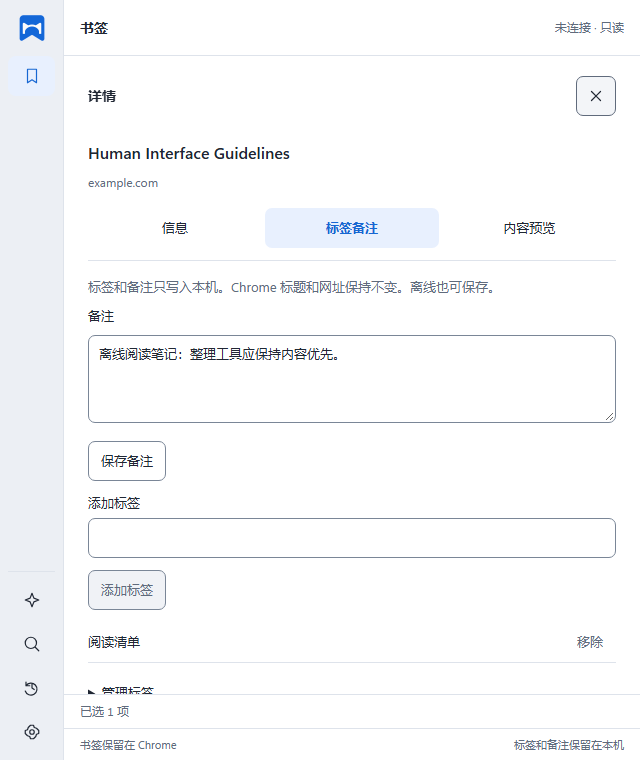 书签
未连接 · 只读
详情
Human Interface Guidelines
example.com
信息
标签备注
内容预览
标签和备注只写入本机。Chrome 标题和网址保持不变。离线也可保存。
备注
离线阅读笔记：整理工具应保持内容优先。
保存备注
添加标签
添加标签
阅读清单
移除
管理标签
已选 1 项
书签保留在 Chrome
标签和备注保留在本机